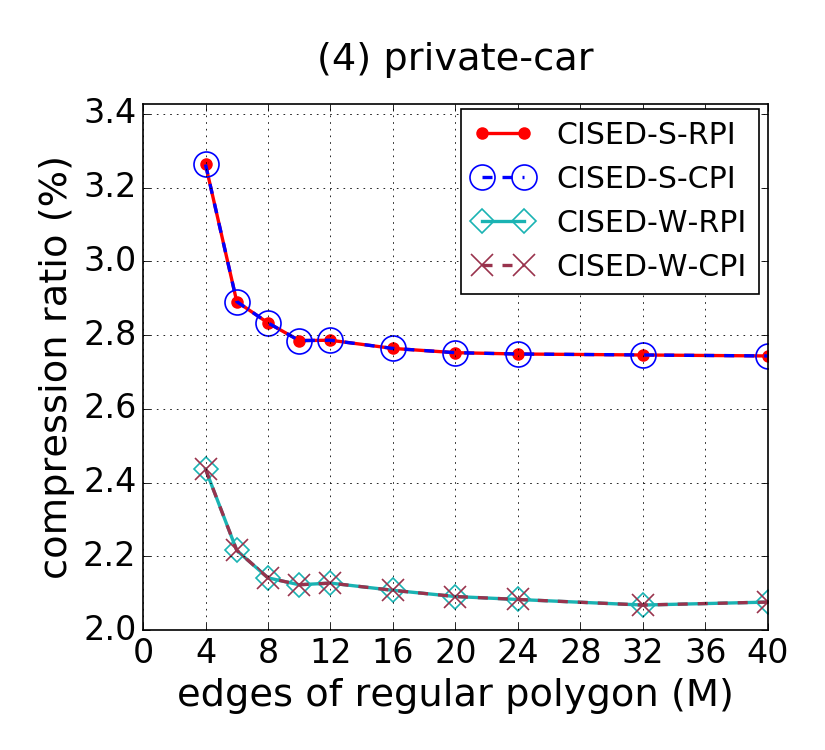 (4) private-car
compression ratio (%)
3.4
3.2
3.0
2.8
2.6
2.4
2.2
2.0
CISED-S-RPI
CISED-S-CPI
CISED-W-RPI
CISED-W-CPI
0 4 8 12 16 20 24 28 32 36 40
edges of regular polygon (M)